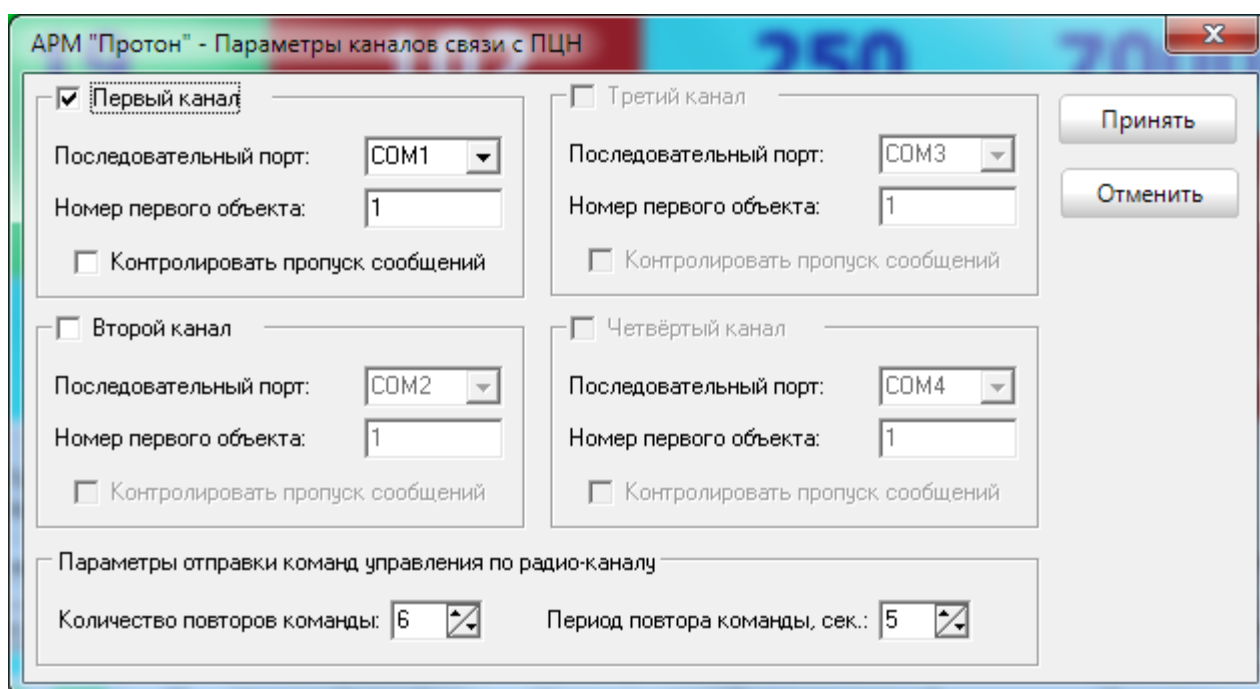 АРМ "Протон" - Параметры каналов связи с ПЦН
250
Первый канал
Последовательный порт: COM1
Номер первого объекта: 1
Контролировать пропуск сообщений
Второй канал
Последовательный порт: COM2
Номер первого объекта: 1
Контролировать пропуск сообщений
Третий канал
Последовательный порт: COM3
Номер первого объекта: 1
Контролировать пропуск сообщений
Четвёртый канал
Последовательный порт: COM4
Номер первого объекта: 1
Контролировать пропуск сообщений
Принять
Отменить
Параметры отправки команд управления по радио-каналу
Количество повторов команды: 6 Период повтора команды, сек.: 5